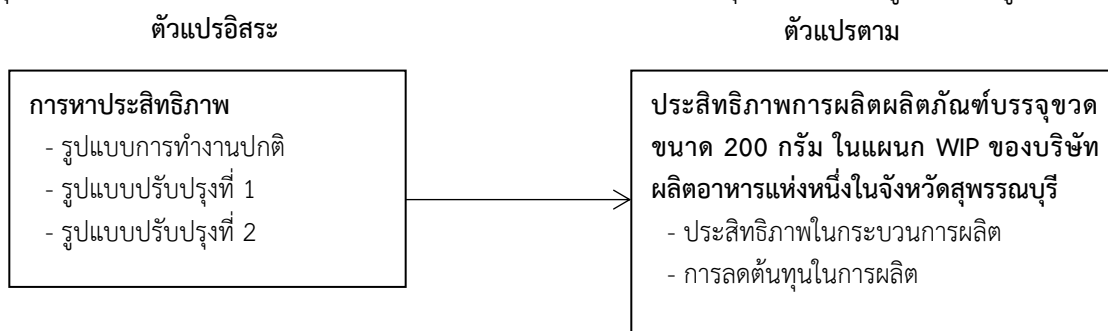 ตัวแปรอิสระ
ตัวแปรตาม
การหาประสิทธิภาพ
- รูปแบบการทำงานปกติ
- รูปแบบปรับปรุงที่ 1
- รูปแบบปรับปรุงที่ 2
ประสิทธิภาพการผลิตผลิตภัณฑ์บรรจุขวด
ขนาด 200 กรัม ในแผนก WIP ของบริษัท
ผลิตอาหารแห่งหนึ่งในจังหวัดสุพรรณบุรี
- ประสิทธิภาพในกระบวนการผลิต
- การลดต้นทุนในการผลิต